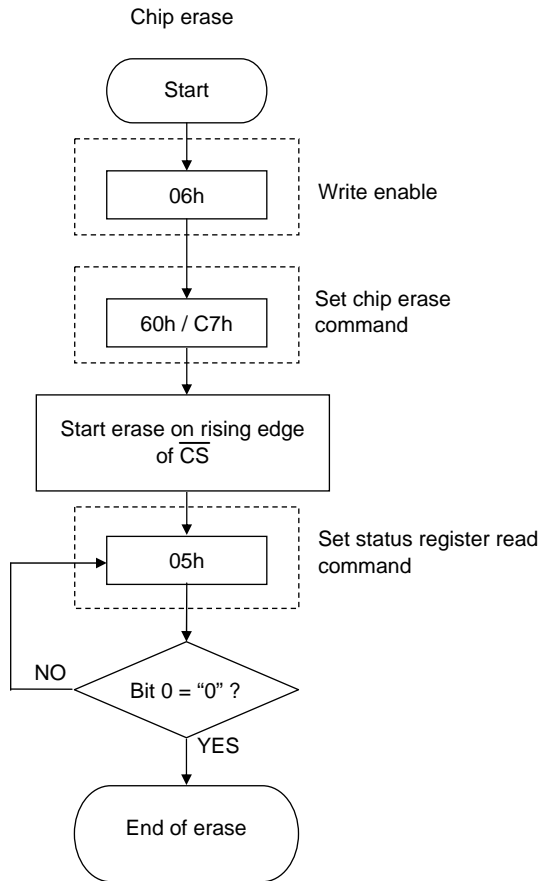 Chip erase
Start
06h
Write enable
60h / C7h
Set chip erase
command
Start erase on rising edge
of C̅S̅
05h
Set status register read
command
NO
Bit 0 = “0” ?
YES
End of erase